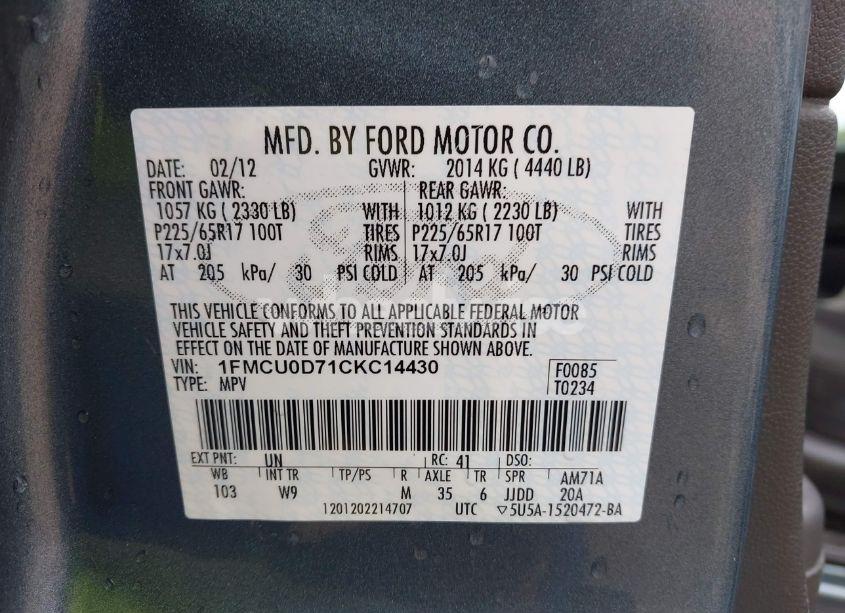 MFD. BY FORD MOTOR CO.
DATE: 02/12 GVWR: 2014 KG ( 4440 LB)
FRONT GAWR: REAR GAWR:
1057 KG ( 2330 LB) WITH 1012 KG ( 2230 LB) WITH
P225/65R17 100T TIRES P225/65R17 100T TIRES
17x7.0J RIMS 17x7.0J RIMS
AT 205 kPa/ 30 PSI COLD AT 205 kPa/ 30 PSI COLD
THIS VEHICLE CONFORMS TO ALL APPLICABLE FEDERAL MOTOR
VEHICLE SAFETY AND THEFT PREVENTION STANDARDS IN
EFFECT ON THE DATE OF MANUFACTURE SHOWN ABOVE.
VIN: 1FMCU0D71CKC14430 F0085
TYPE: MPV T0234
EXT PNT: UN RC: 41 DSO:
WB INT TR TP/PS R AXLE TR SPR AM71A
103 W9 M 35 6 JJDD 20A
1201202214707 UTC ▽5U5A-1520472-BA